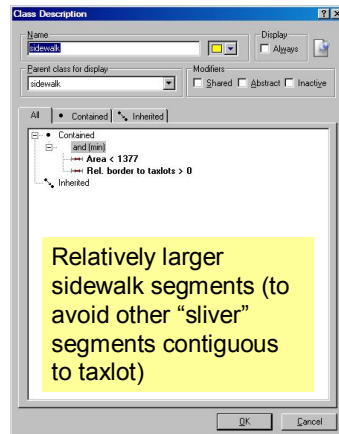 Class Description
Name
sidewalk
Display
Always
Parent class for display
sidewalk
Modifiers
Shared Abstract Inactive
All Contained Inherited
Contained
and (min)
Area < 1377
Rel. border to taxlots > 0
Inherited
Relatively larger
sidewalk segments (to
avoid other “sliver”
segments contiguous
to taxlot)
OK Cancel